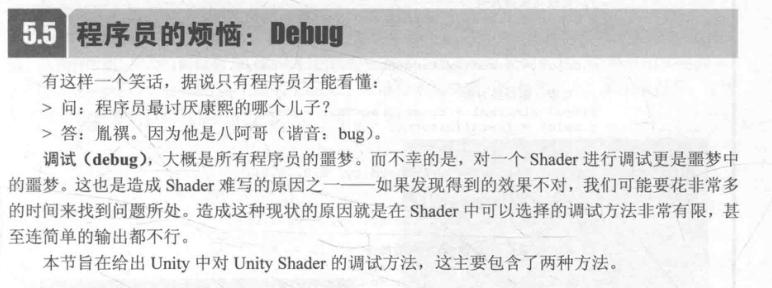 5.5 程序员的烦恼：Debug
有这样一个笑话，据说只有程序员才能看懂：
> 问：程序员最讨厌康熙的哪个儿子？
> 答：胤禩。因为他是八阿哥（谐音：bug）。
调试（debug），大概是所有程序员的噩梦。而不幸的是，对一个 Shader 进行调试更是噩梦中
的噩梦。这也是造成 Shader 难写的原因之一——如果发现得到的效果不对，我们可能要花非常多
的时间来找到问题所处。造成这种现状的原因就是在 Shader 中可以选择的调试方法非常有限，甚
至连简单的输出都不行。
本节旨在给出 Unity 中对 Unity Shader 的调试方法，这主要包含了两种方法。